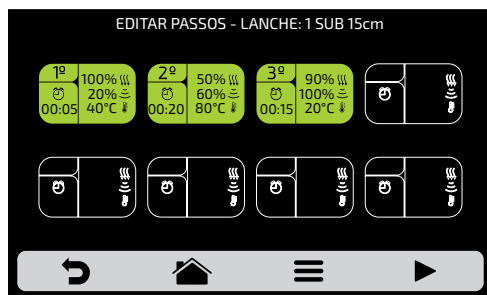 EDITAR PASSOS - LANCHE: 1 SUB 15cm
1º 100%
20%
00:05 40°C
2º 50%
60%
00:20 80°C
3º 90%
100%
00:15 20°C